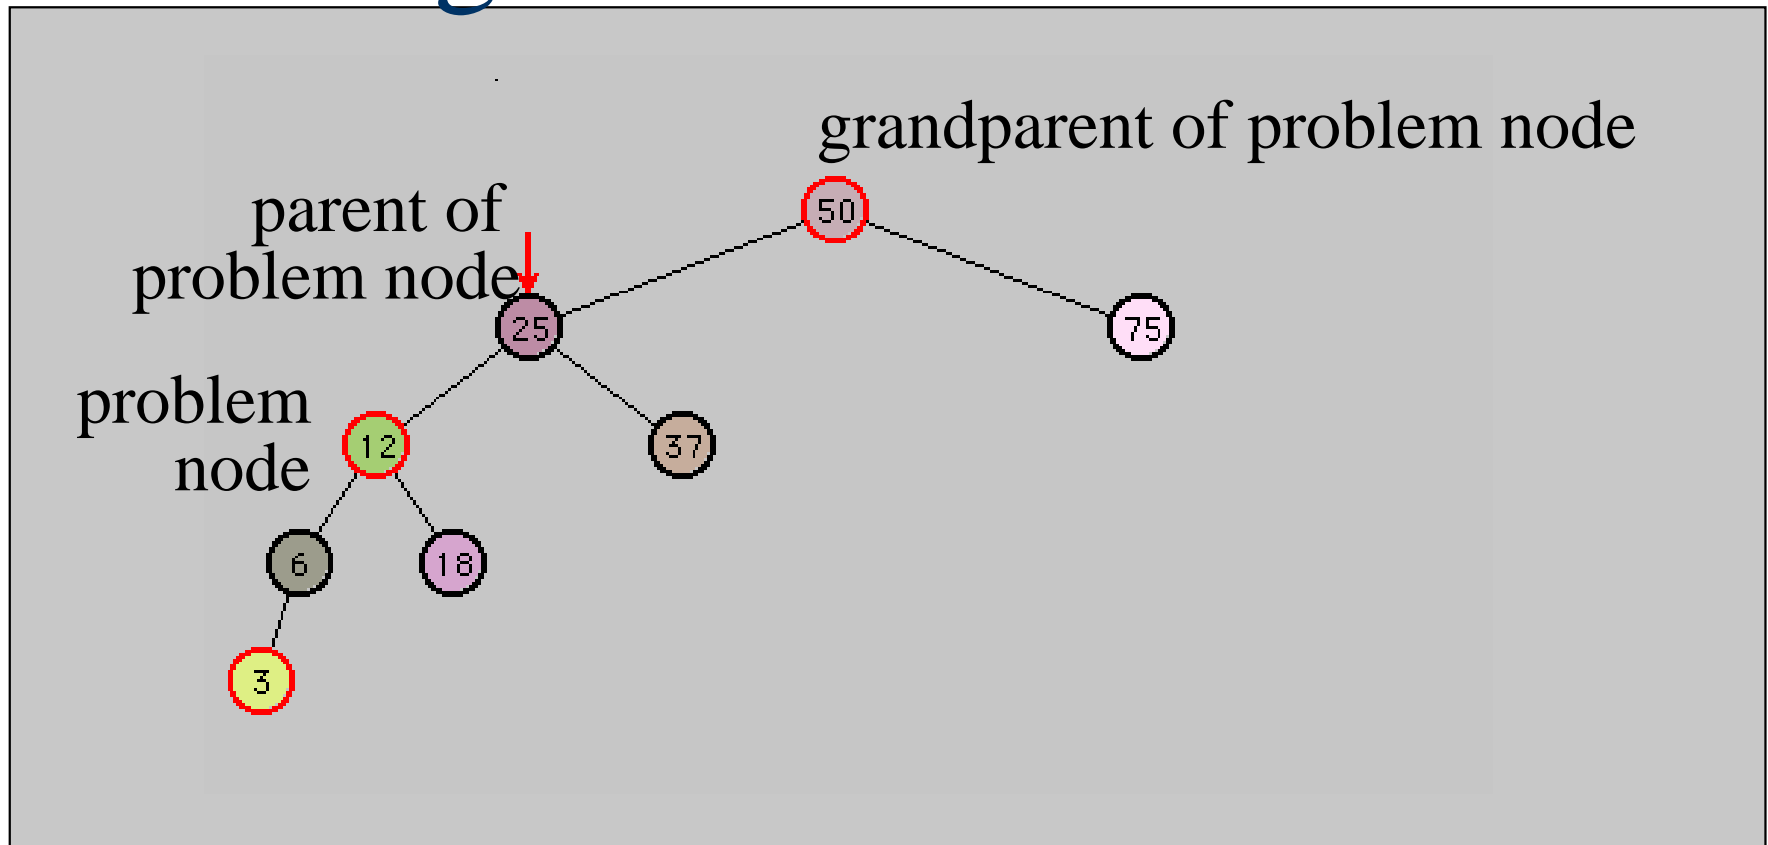 grandparent of problem node
parent of
problem node
50
25
75
problem
node
12
37
6
18
3